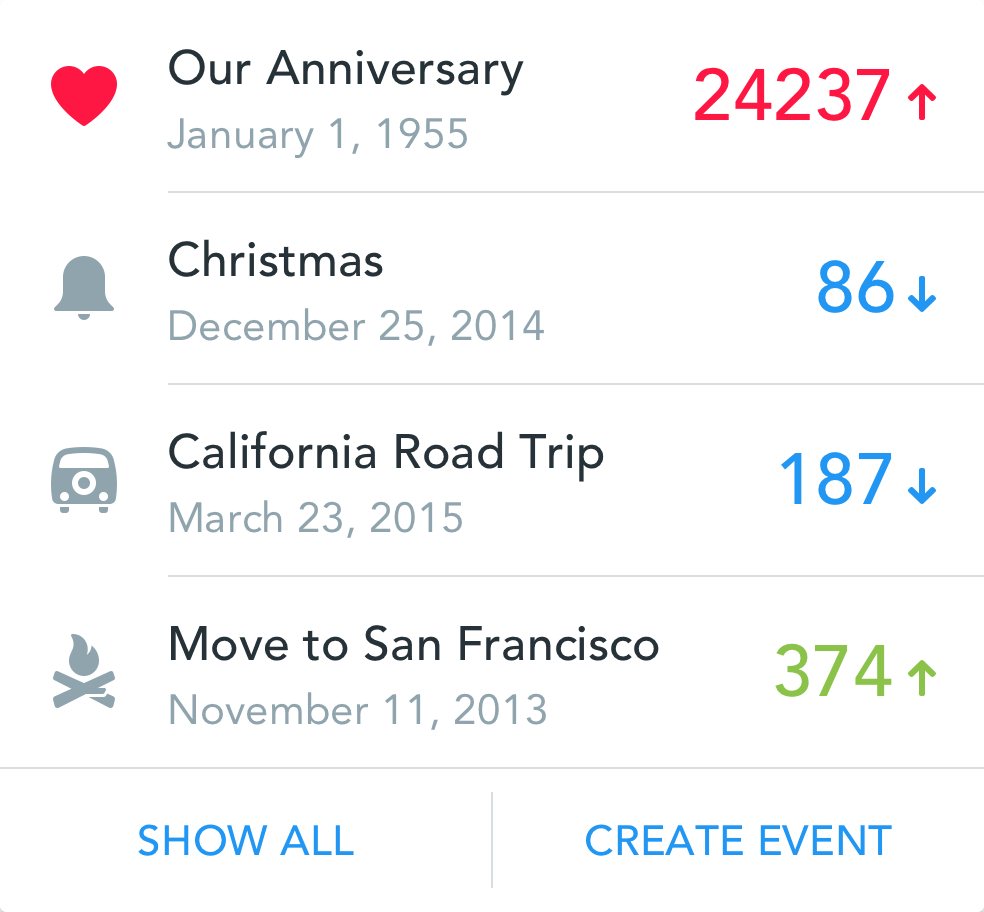 Our Anniversary
January 1, 1955
24237 ↑
Christmas
December 25, 2014
86 ↓
California Road Trip
March 23, 2015
187 ↓
Move to San Francisco
November 11, 2013
374 ↑
SHOW ALL
CREATE EVENT